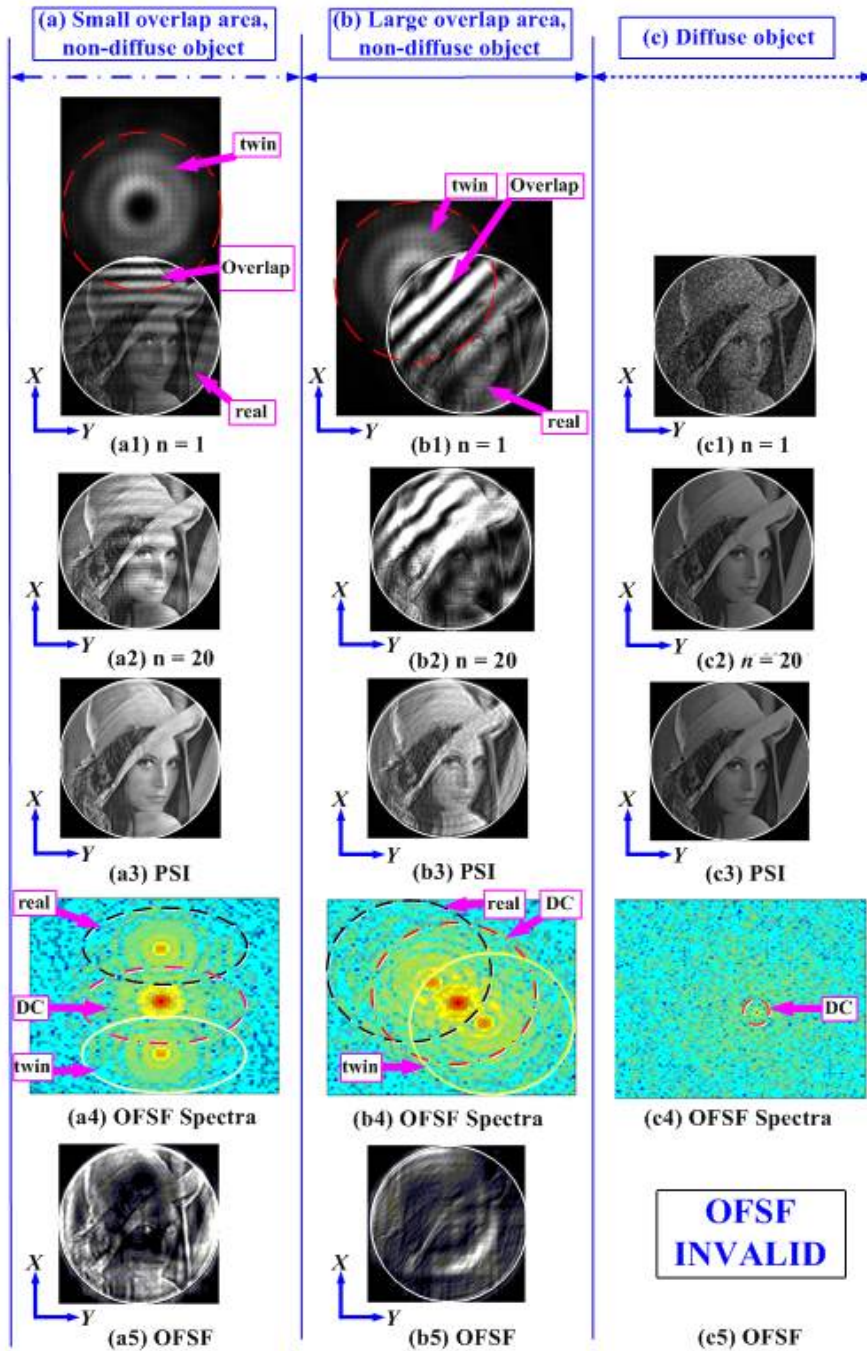 (a) Small overlap area,
non-diffuse object
(b) Large overlap area,
non-diffuse object
(c) Diffuse object
twin
Overlap
real
X
Y
(a1) n = 1
twin
Overlap
real
X
Y
(b1) n = 1
X
Y
(c1) n = 1
X
Y
(a2) n = 20
X
Y
(b2) n = 20
X
Y
(c2) n = 20
X
Y
(a3) PSI
X
Y
(b3) PSI
X
Y
(c3) PSI
real
DC
twin
(a4) OFSF Spectra
real
DC
twin
(b4) OFSF Spectra
DC
(c4) OFSF Spectra
X
Y
(a5) OFSF
X
Y
(b5) OFSF
OFSF
INVALID
(c5) OFSF